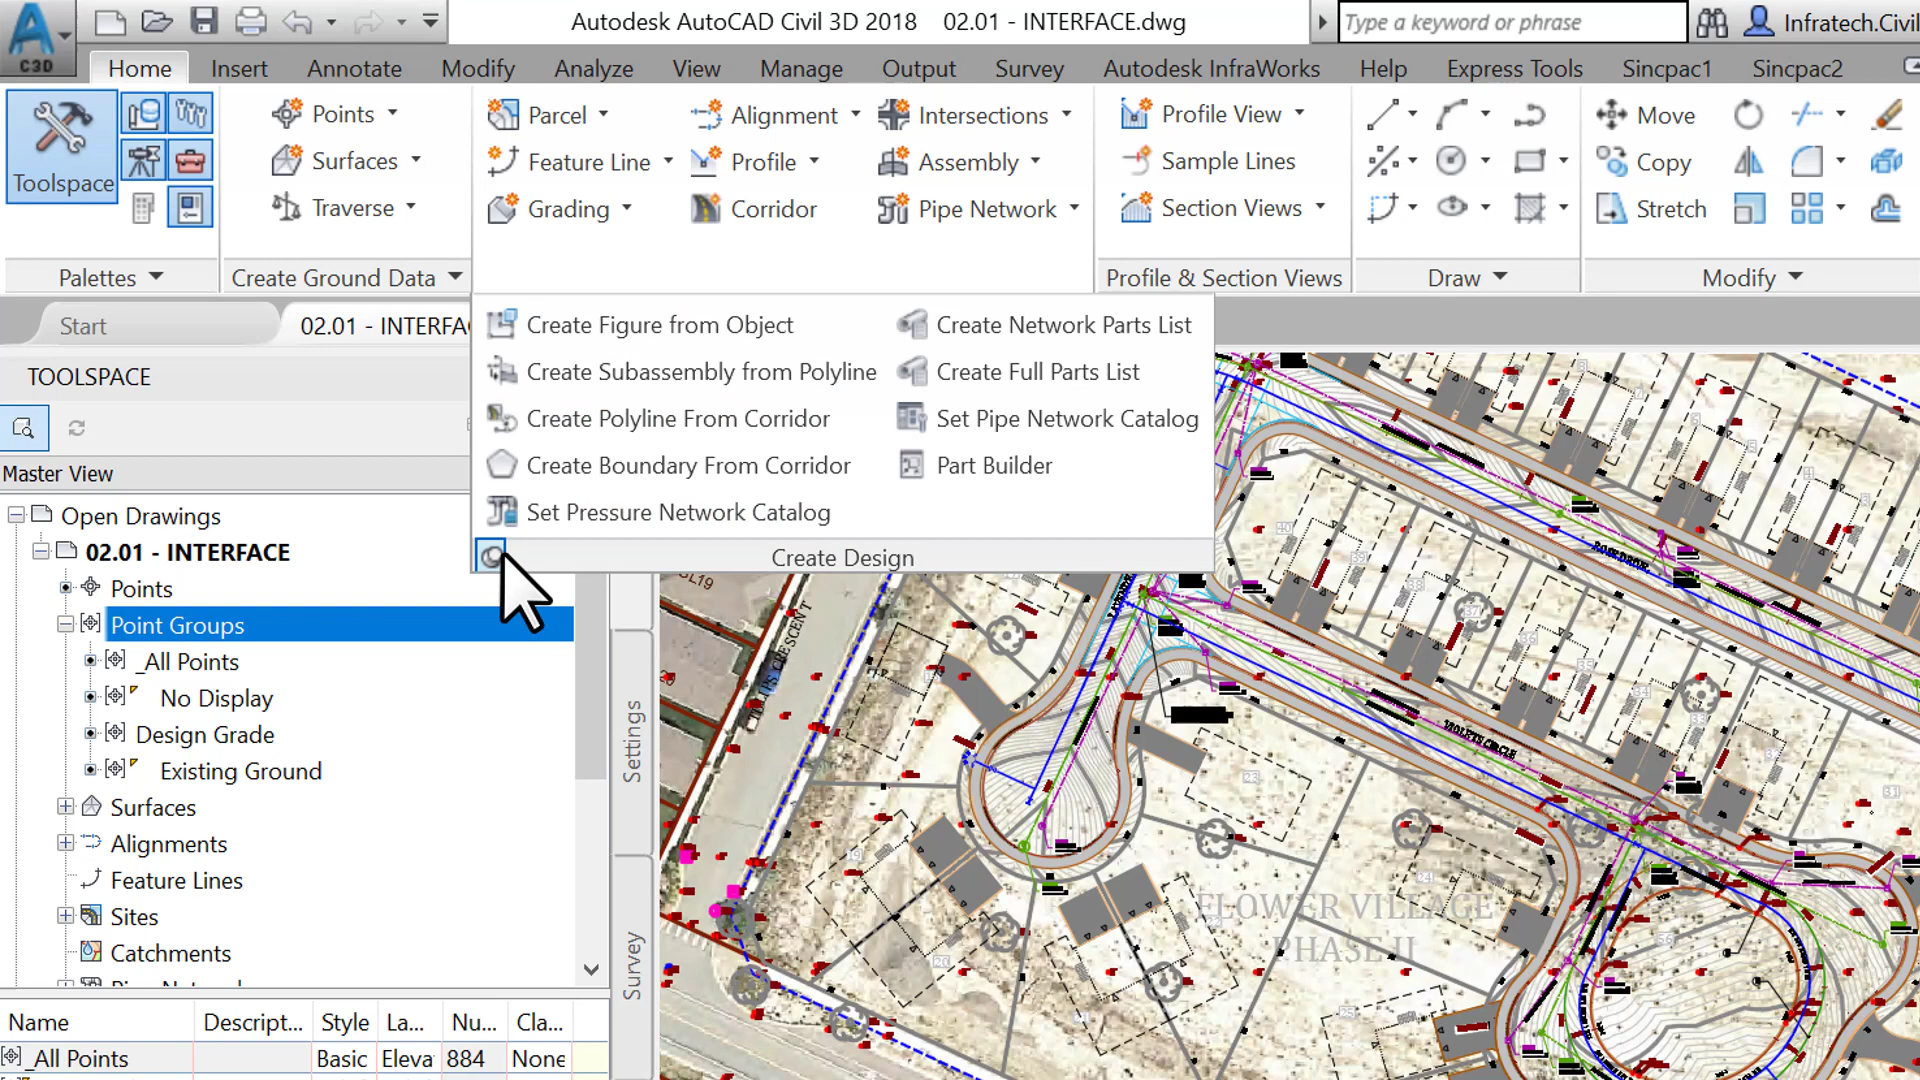 Autodesk AutoCAD Civil 3D 2018 02.01 - INTERFACE.dwg
Type a keyword or phrase
Infratech.Civil
C3D
Home Insert Annotate Modify Analyze View Manage Output Survey Autodesk InfraWorks Help Express Tools Sincpac1 Sincpac2
Toolspace
Points
Surfaces
Traverse
Parcel
Feature Line
Grading
Alignment
Profile
Corridor
Intersections
Assembly
Pipe Network
Profile View
Sample Lines
Section Views
Move
Copy
Stretch
Palettes
Create Ground Data
Profile & Section Views
Draw
Modify
Start
02.01 - INTERFA
Create Figure from Object
Create Subassembly from Polyline
Create Polyline From Corridor
Create Boundary From Corridor
Set Pressure Network Catalog
Create Network Parts List
Create Full Parts List
Set Pipe Network Catalog
Part Builder
Create Design
TOOLSPACE
Master View
Open Drawings
02.01 - INTERFACE
Points
Point Groups
_All Points
No Display
Design Grade
Existing Ground
Surfaces
Alignments
Feature Lines
Sites
Catchments
Name Descript... Style La... Nu... Cla...
_All Points Basic Eleva 884 None
Settings
Survey
VIOLETS CIRCLE
FLOWER VILLAGE
PHASE II